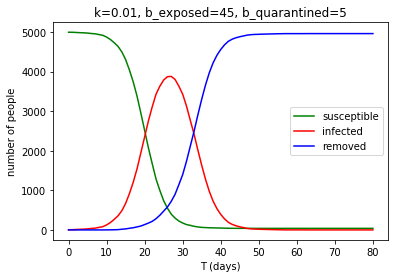 k=0.01, b_exposed=45, b_quarantined=5
number of people
5000
4000
3000
2000
1000
0
susceptible
infected
removed
0 10 20 30 40 50 60 70 80
T (days)